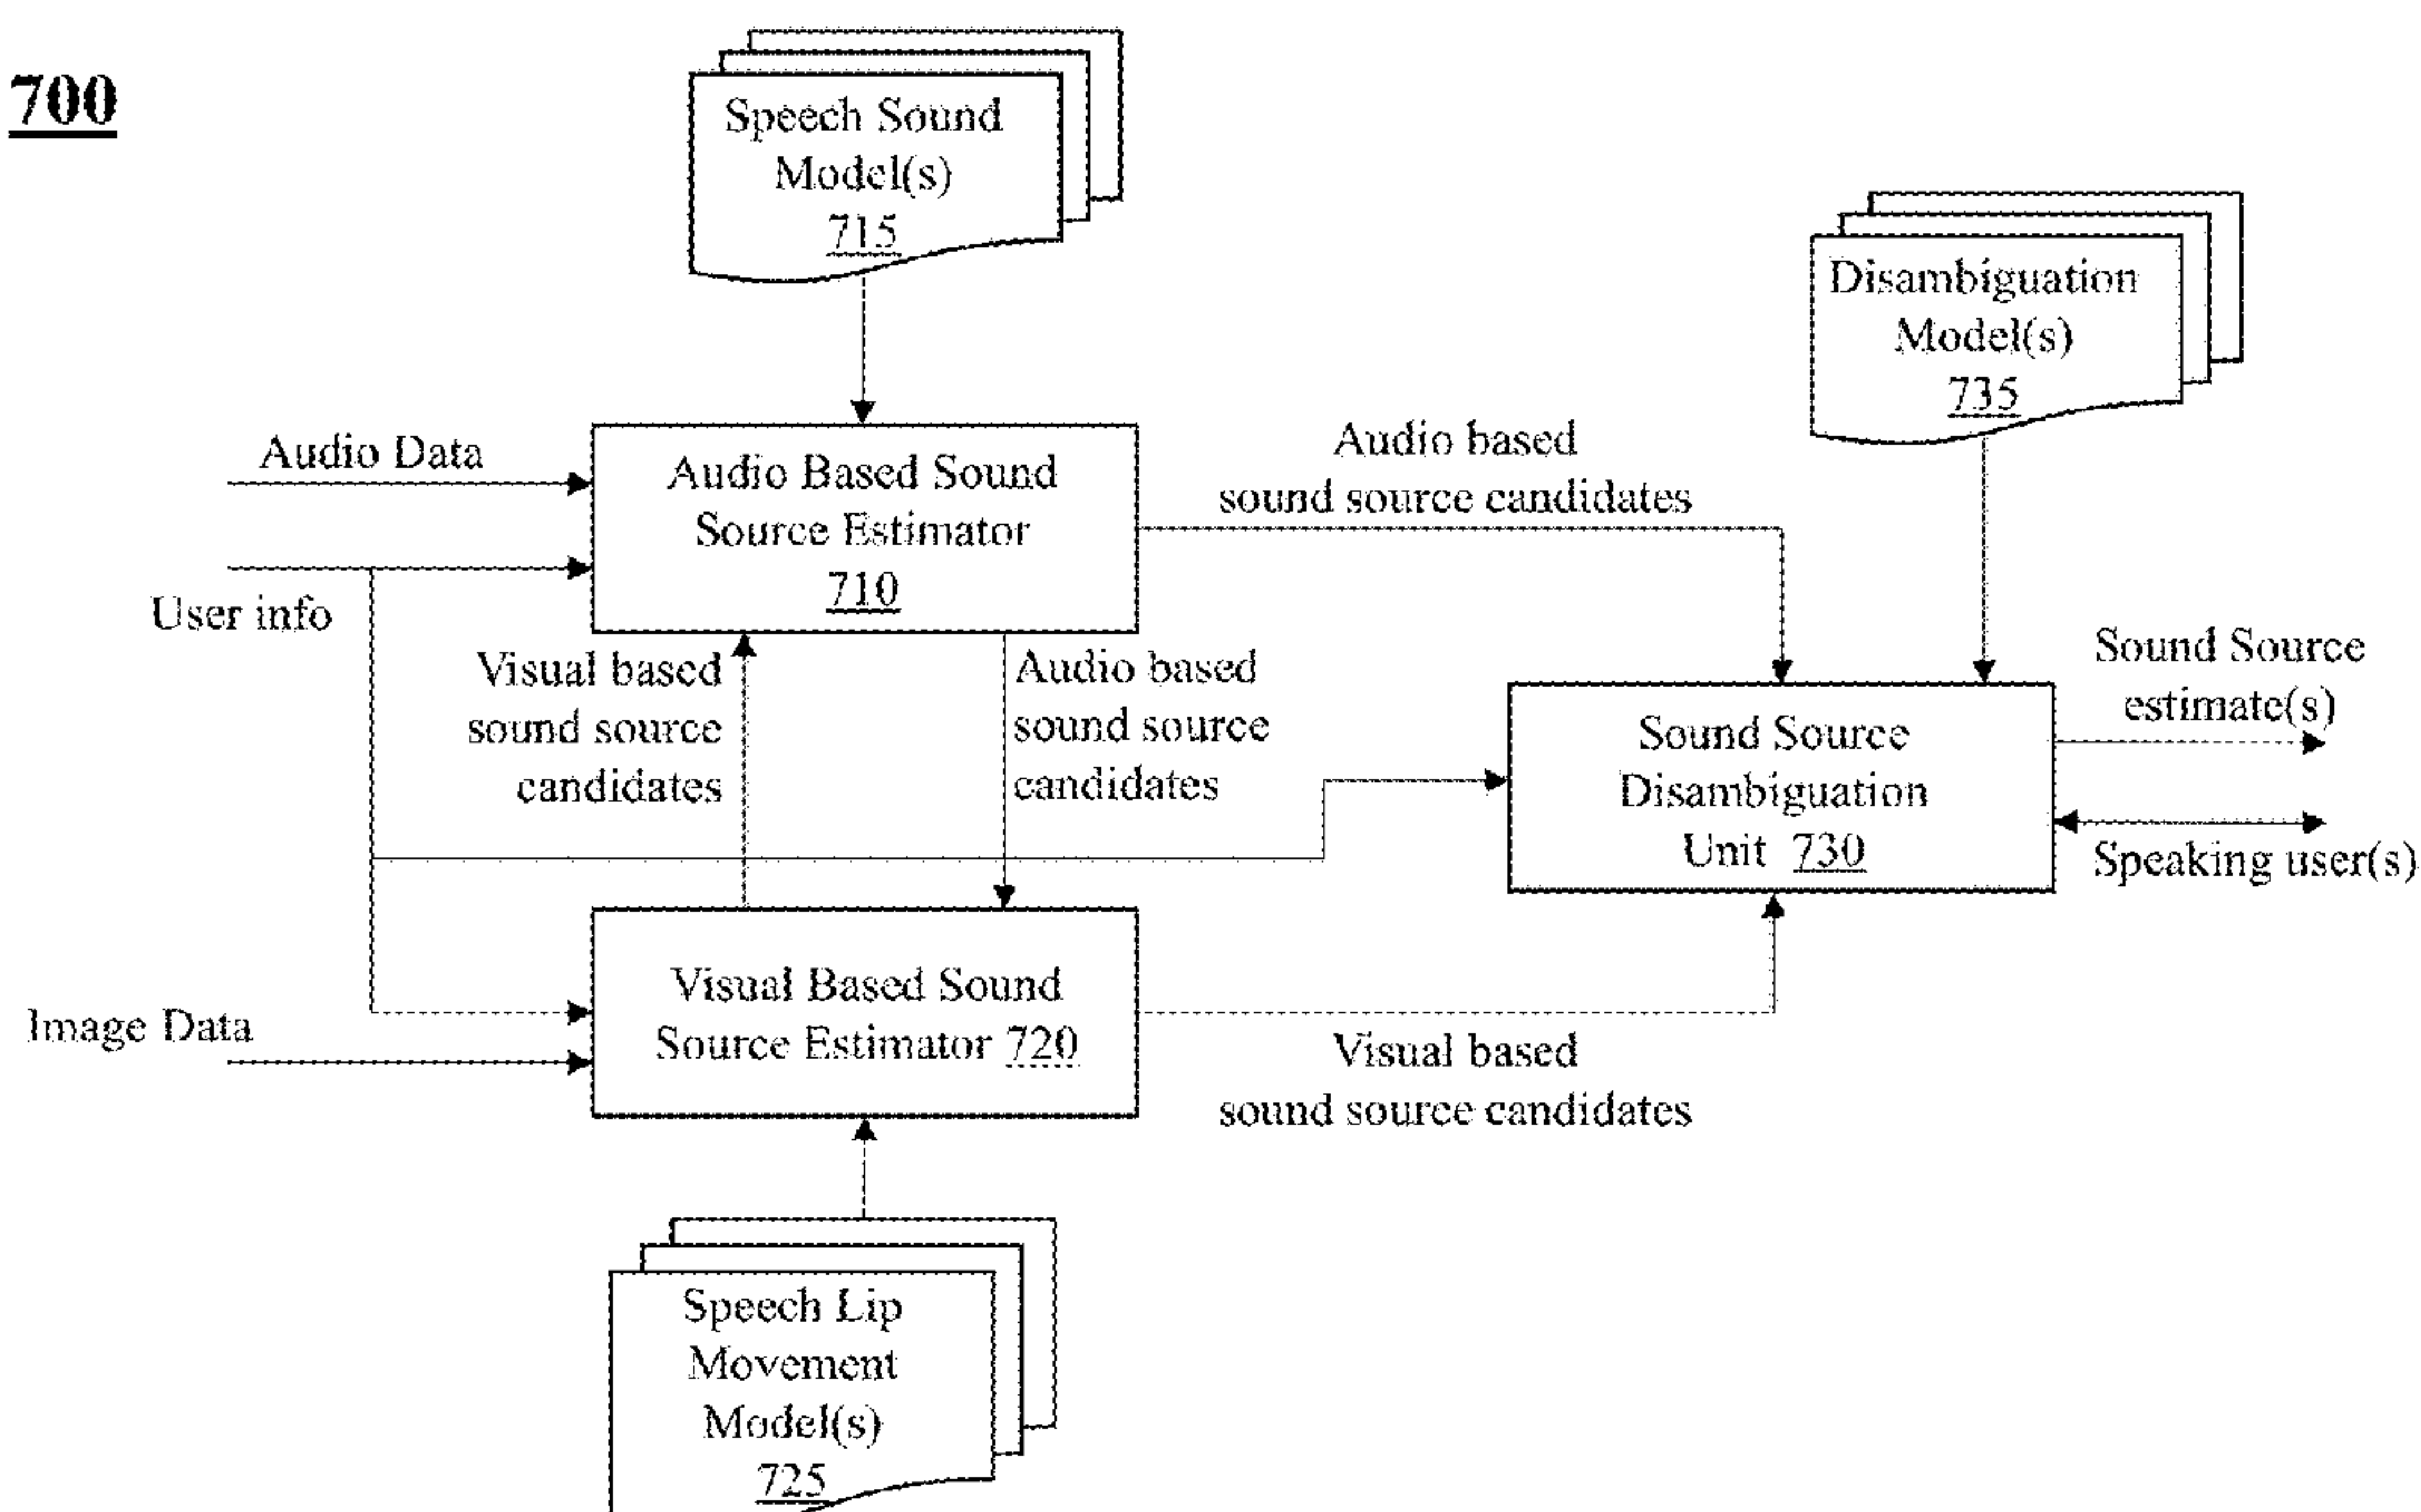 700
Speech Sound
Model(s)
715
Disambiguation
Model(s)
735
Audio Data
User info
Audio Based Sound
Source Estimator
710
Audio based
sound source candidates
Visual based
sound source
candidates
Audio based
sound source
candidates
Sound Source
Disambiguation
Unit 730
Sound Source
estimate(s)
Speaking user(s)
Image Data
Visual Based Sound
Source Estimator 720
Visual based
sound source candidates
Speech Lip
Movement
Model(s)
725